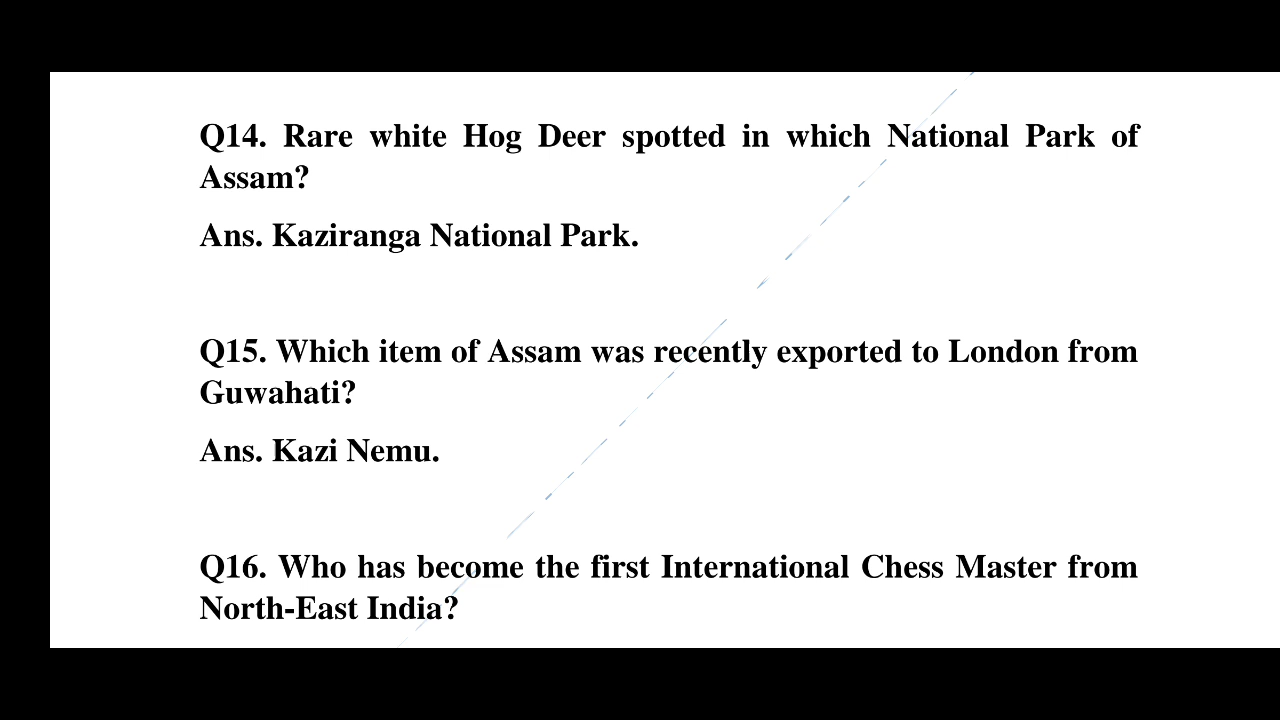 Q14. Rare white Hog Deer spotted in which National Park of
Assam?
Ans. Kaziranga National Park.
Q15. Which item of Assam was recently exported to London from
Guwahati?
Ans. Kazi Nemu.
Q16. Who has become the first International Chess Master from
North-East India?